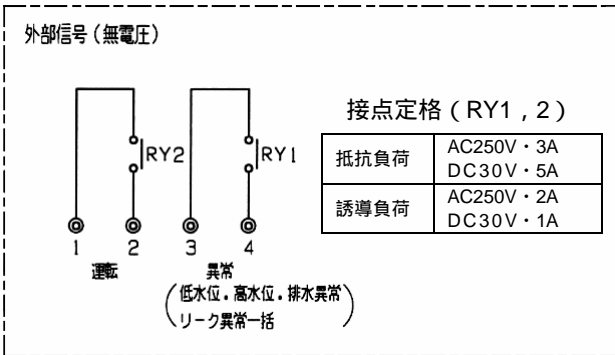 外部信号（無電圧）
RY2
RY1
1
2
3
4
運転
異常
（低水位．高水位．排水異常
リーク異常一括）
接点定格（RY1，2）
抵抗負荷
AC250V・3A
DC30V・5A
誘導負荷
AC250V・2A
DC30V・1A